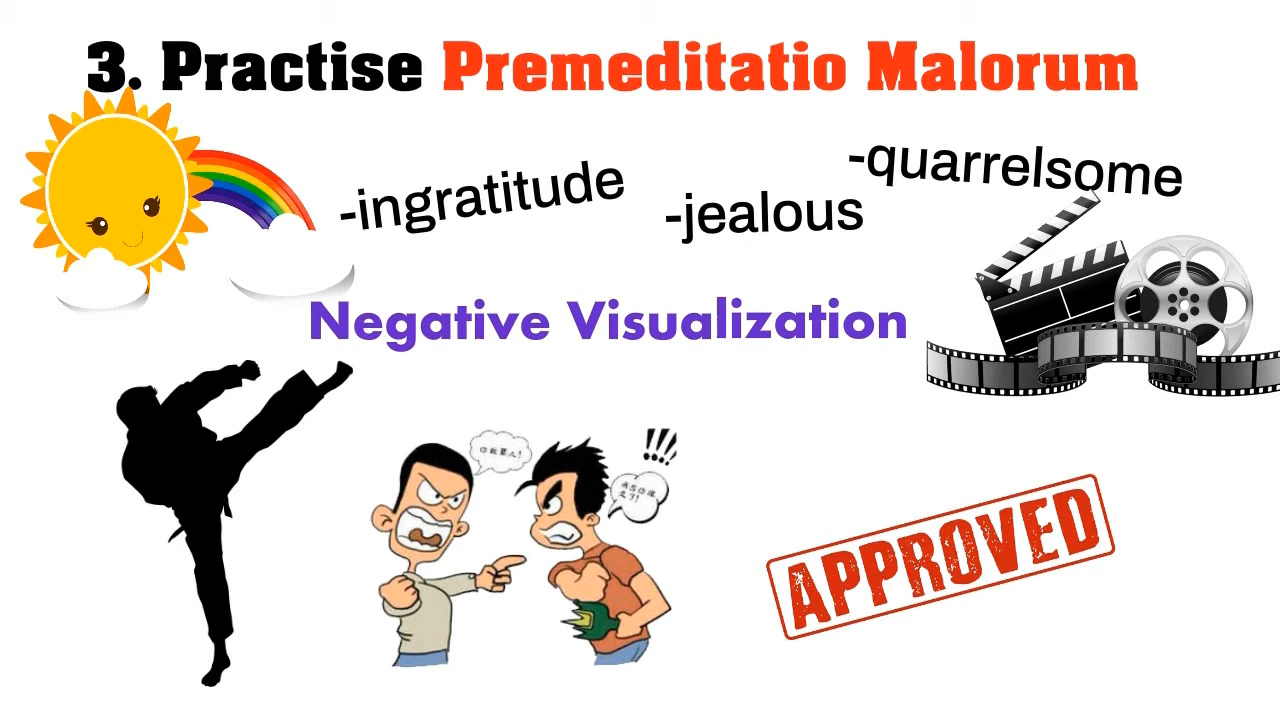 3. Practise Premeditatio Malorum
-ingratitude
-jealous
-quarrelsome
Negative Visualization
!!!
APPROVED